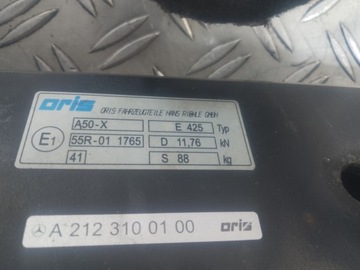 oris
ORIS FAHRZEUGTEILE HANS RIEHLE GMBH
A50-X E 425 Typ
E1 55R-01 1765 D 11,76 kN
41 S 88 kg
A 212 310 01 00 oris